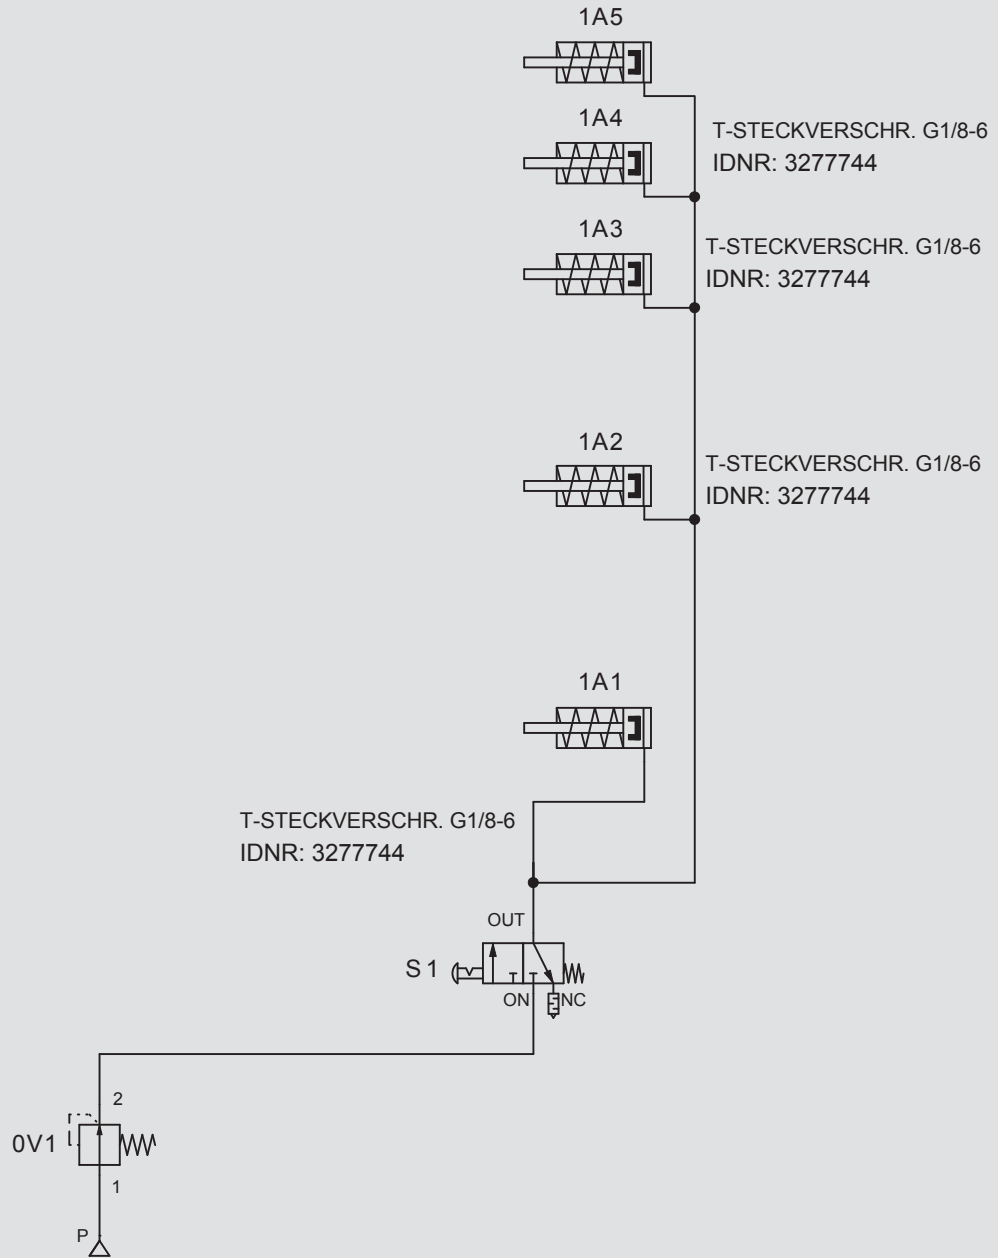 1A5
T-STECKVERSCHR. G1/8-6
IDNR: 3277744
1A4
1A3
T-STECKVERSCHR. G1/8-6
IDNR: 3277744
1A2
T-STECKVERSCHR. G1/8-6
IDNR: 3277744
1A1
T-STECKVERSCHR. G1/8-6
IDNR: 3277744
OUT
S1
ON
NC
2
0V1
1
P